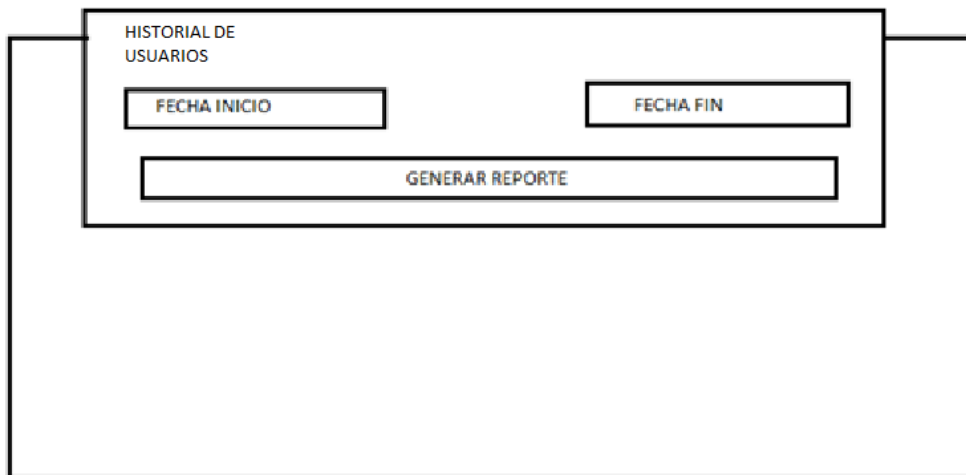 HISTORIAL DE
USUARIOS
FECHA INICIO
FECHA FIN
GENERAR REPORTE